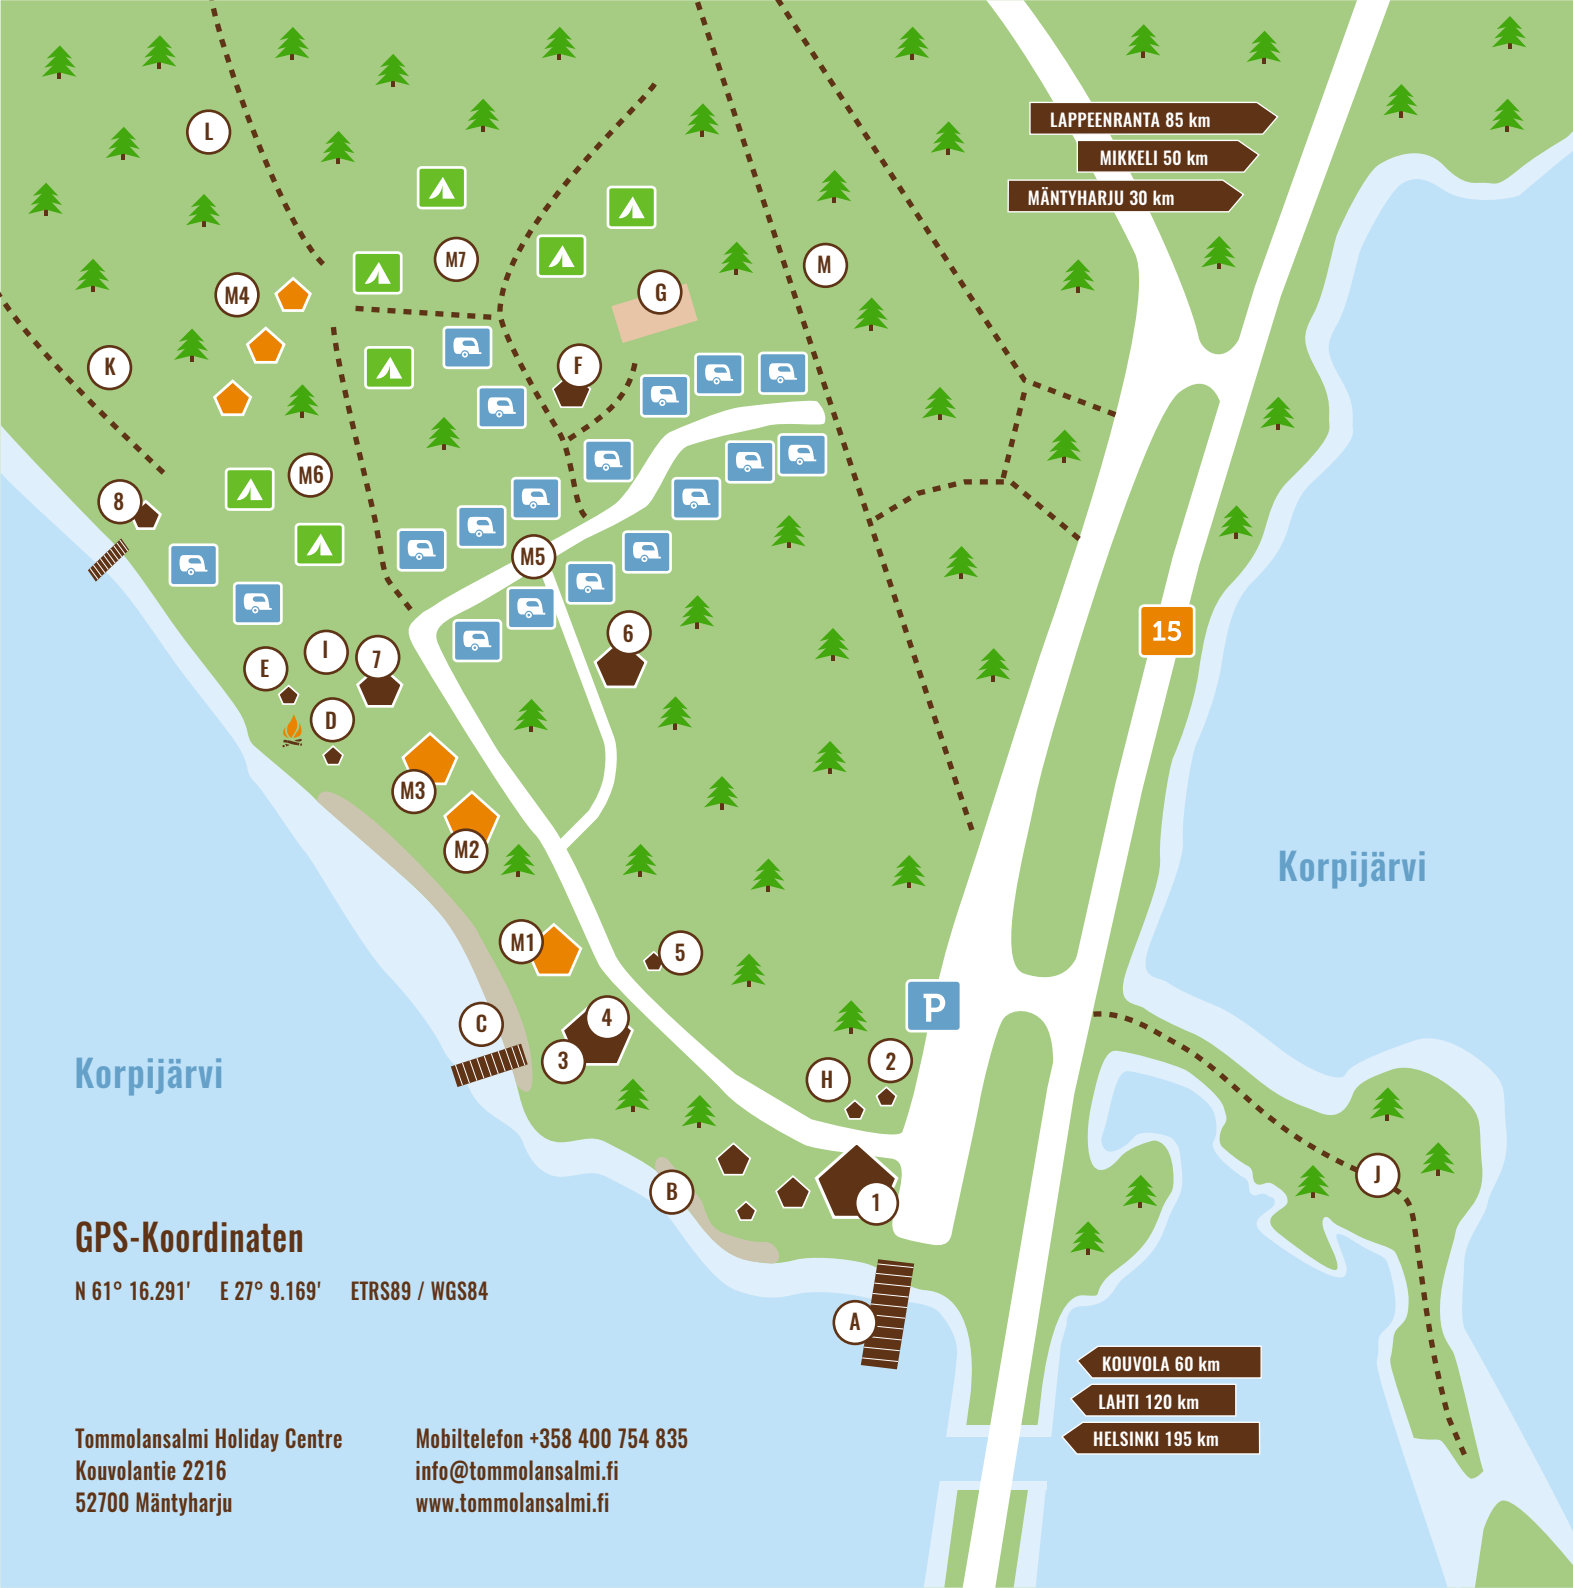 LAPPEENRANTA 85 km
MIKKELI 50 km
MÄNTYHARJU 30 km
L
M7
M4
G
M
K
F
M6
8
M5
15
6
I
7
E
D
M3
M2
Korpijärvi
M1
5
P
C
4
3
H
2
Korpijärvi
J
B
1
GPS-Koordinaten
N 61° 16.291' E 27° 9.169' ETRS89 / WGS84
A
KOUVOLA 60 km
LAHTI 120 km
HELSINKI 195 km
Tommolansalmi Holiday Centre
Kouvolantie 2216
52700 Mäntyharju
Mobiltelefon +358 400 754 835
info@tommolansalmi.fi
www.tommolansalmi.fi